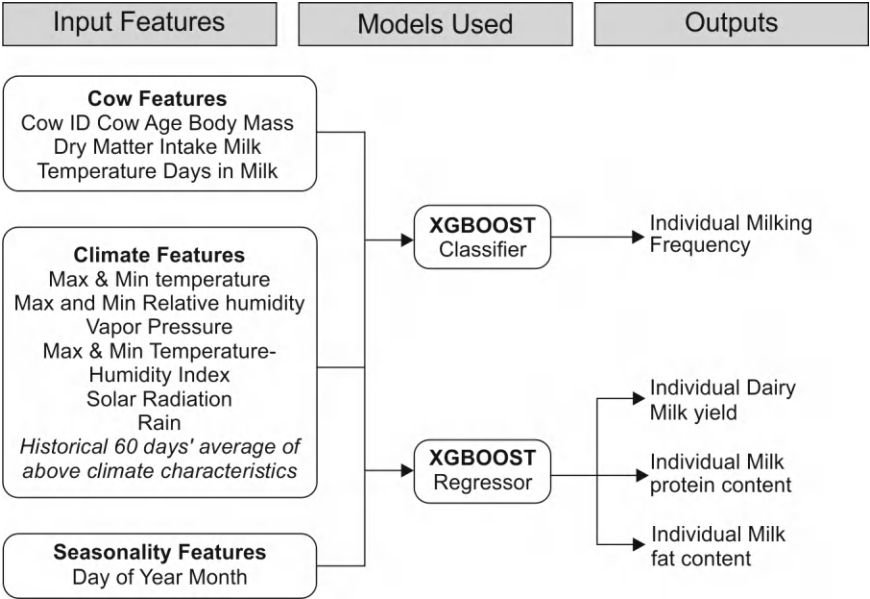 Input Features
Models Used
Outputs
Cow Features
Cow ID Cow Age Body Mass
Dry Matter Intake Milk
Temperature Days in Milk
Climate Features
Max & Min temperature
Max and Min Relative humidity
Vapor Pressure
Max & Min Temperature-
Humidity Index
Solar Radiation
Rain
Historical 60 days' average of
above climate characteristics
Seasonality Features
Day of Year Month
XGBOOST
Classifier
XGBOOST
Regressor
Individual Milking
Frequency
Individual Dairy
Milk yield
Individual Milk
protein content
Individual Milk
fat content